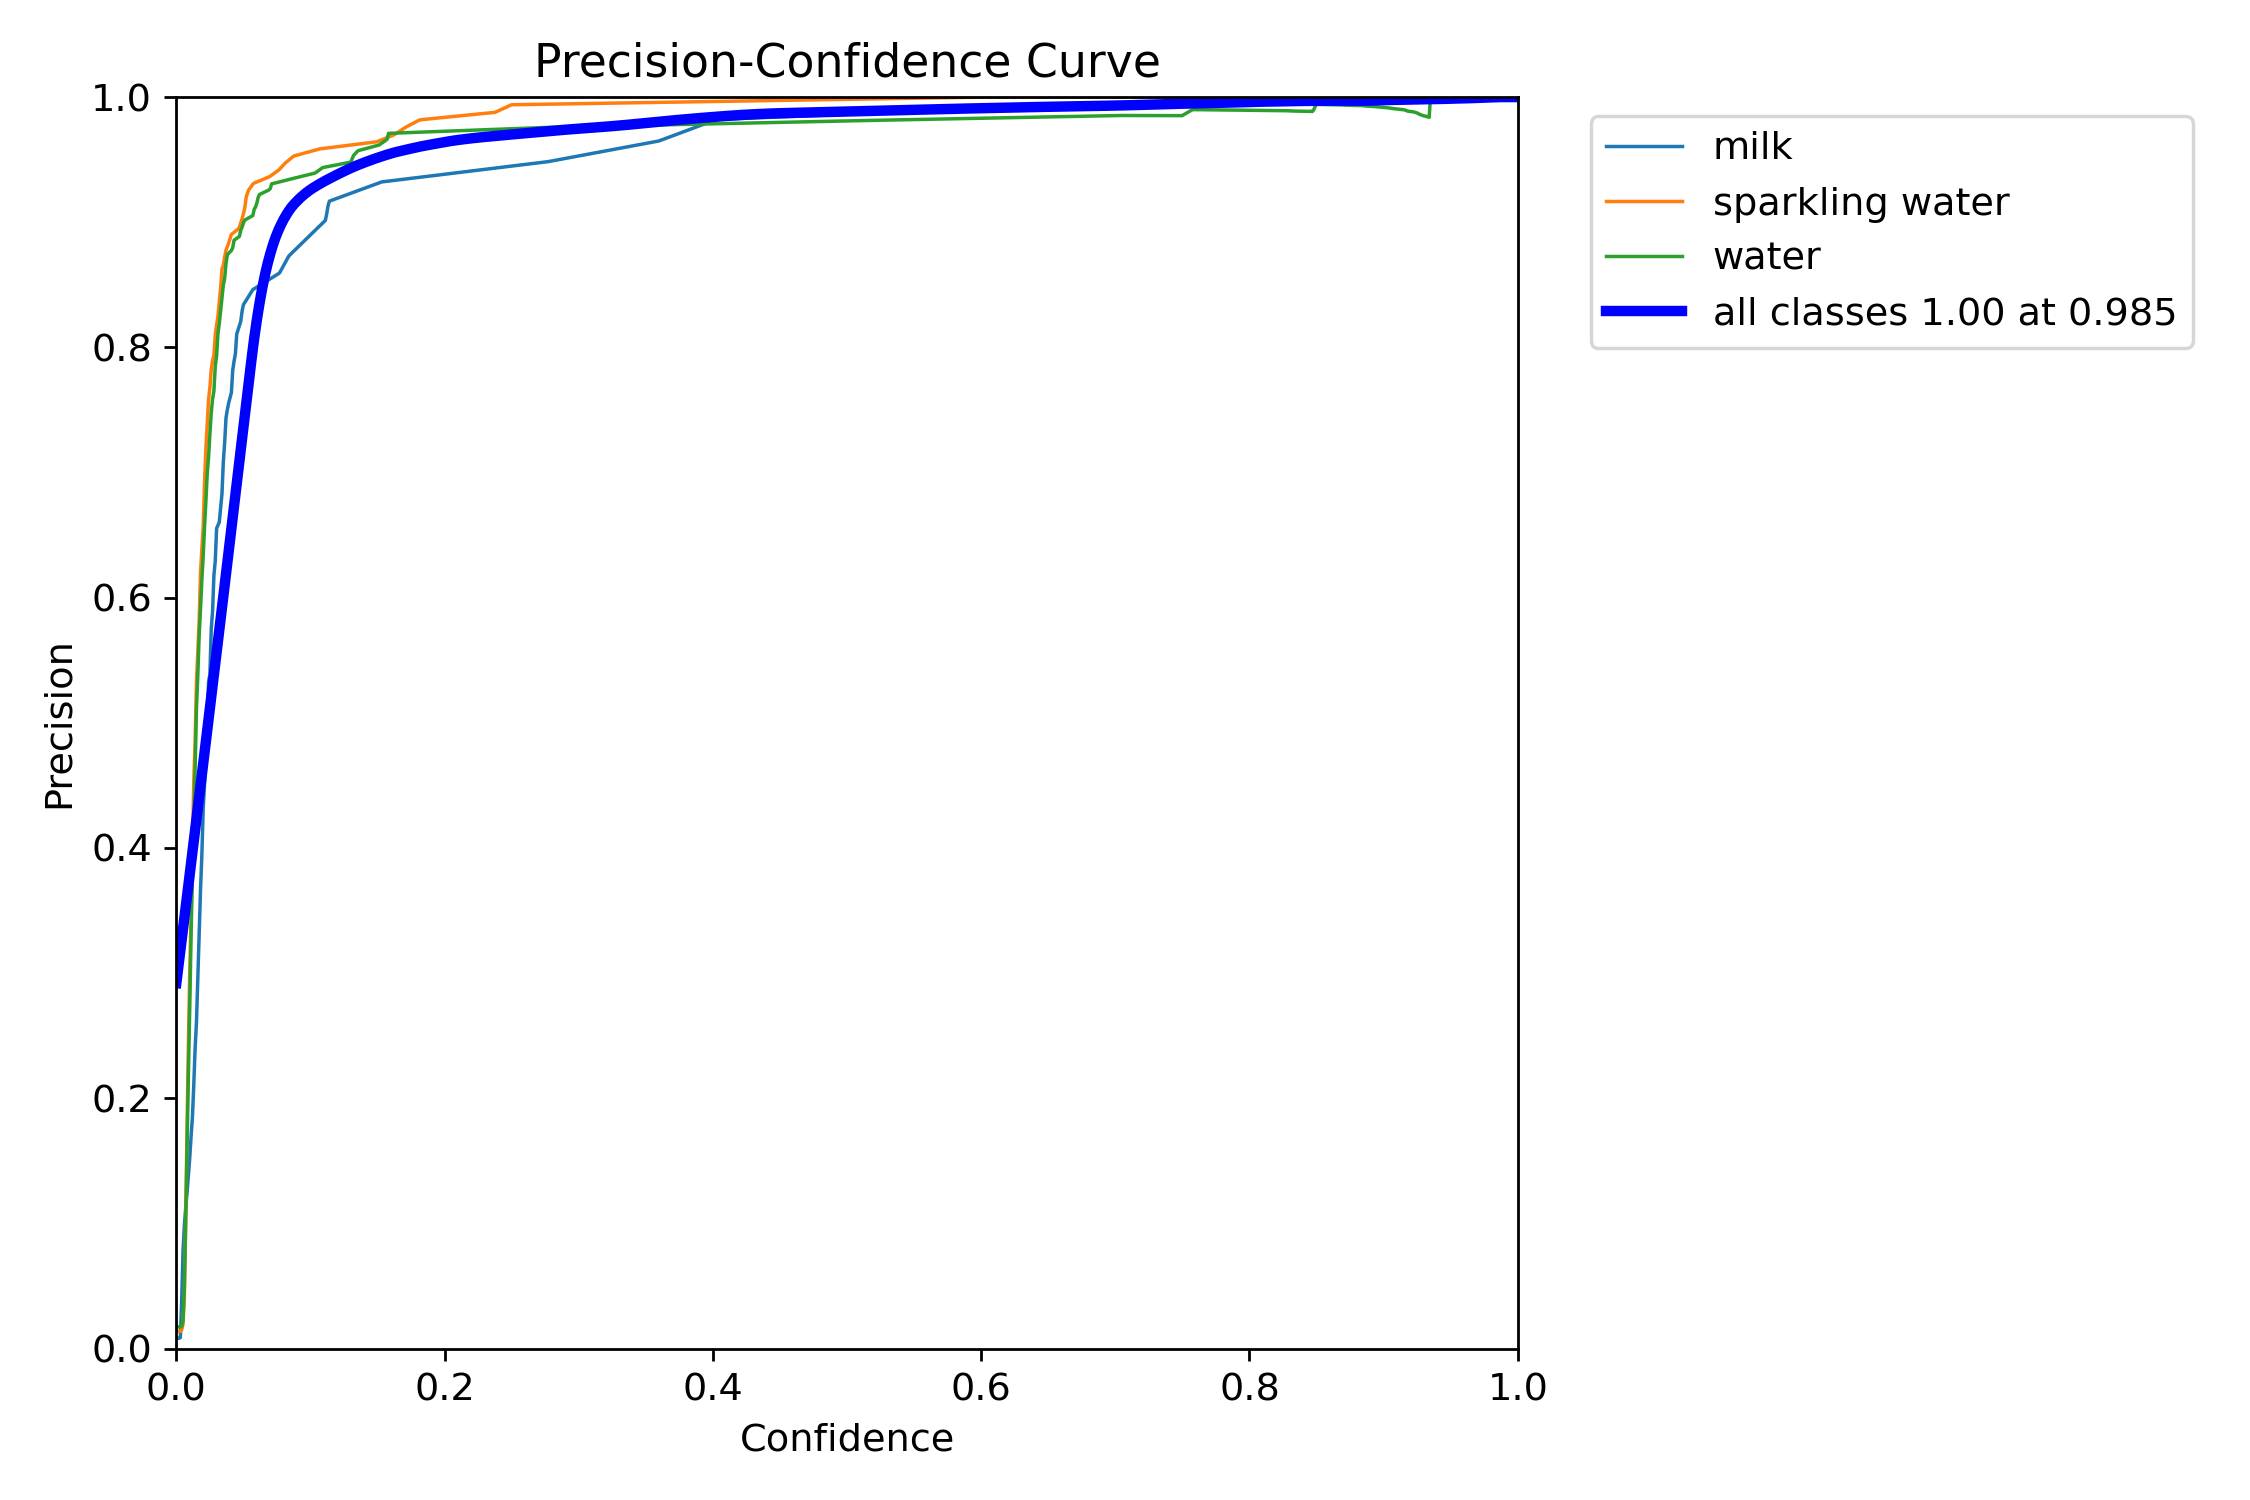 Precision-Confidence Curve
1.0
0.8
0.6
0.4
0.2
0.0
Precision
0.0 0.2 0.4 0.6 0.8 1.0
Confidence
milk
sparkling water
water
all classes 1.00 at 0.985